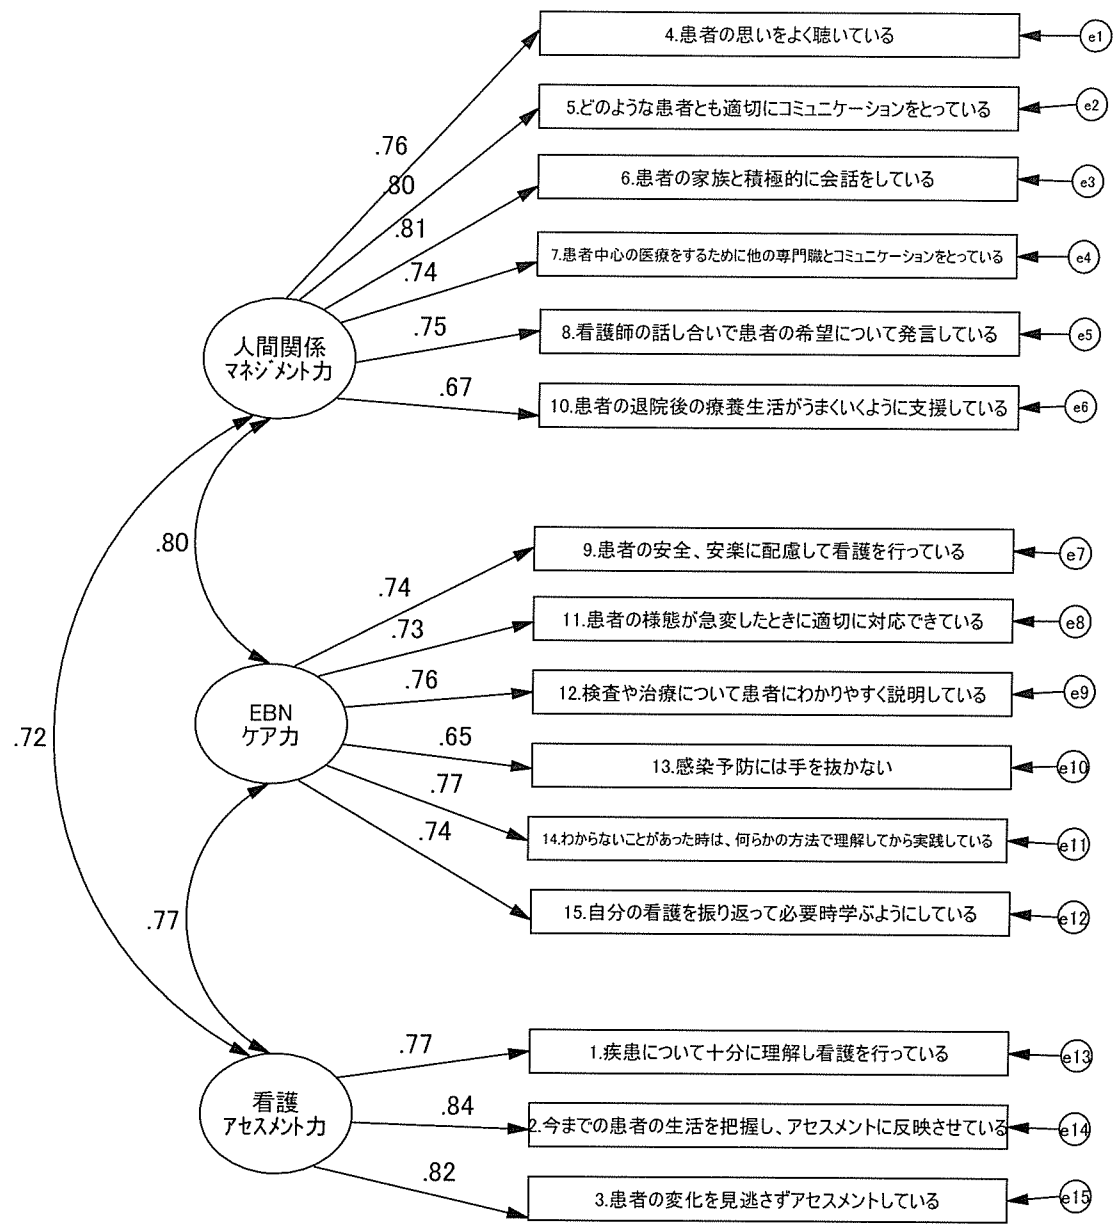 4.患者の思いをよく聴いている
e1
5.どのような患者とも適切にコミュニケーションをとっている
e2
.76
.80
6.患者の家族と積極的に会話をしている
e3
.81
7.患者中心の医療をするために他の専門職とコミュニケーションをとっている
e4
.74
8.看護師の話し合いで患者の希望について発言している
e5
.75
人間関係
マネジメント力
10.患者の退院後の療養生活がうまくいくように支援している
e6
.67
.80
9.患者の安全、安楽に配慮して看護を行っている
e7
.74
11.患者の様態が急変したときに適切に対応できている
e8
.73
12.検査や治療について患者にわかりやすく説明している
e9
.76
EBN
ケア力
.72
.65
13.感染予防には手を抜かない
e10
.77
14.わからないことがあった時は、何らかの方法で理解してから実践している
e11
.74
15.自分の看護を振り返って必要時学ぶようにしている
e12
.77
1.疾患について十分に理解し看護を行っている
e13
.77
看護
アセスメント力
.84
2.今までの患者の生活を把握し、アセスメントに反映させている
e14
.82
3.患者の変化を見逃さずアセスメントしている
e15